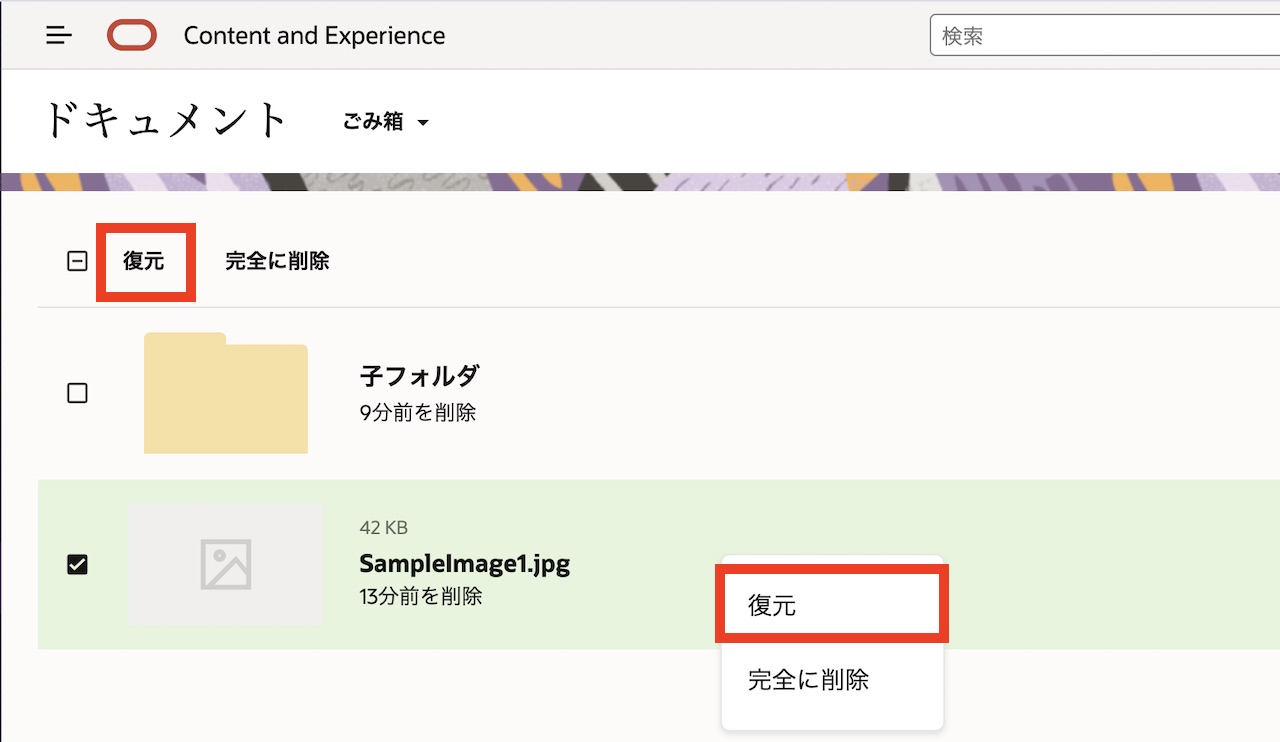 Content and Experience
検索
ドキュメント
ごみ箱
復元
完全に削除
子フォルダ
9分前を削除
42 KB
SampleImage1.jpg
13分前を削除
復元
完全に削除